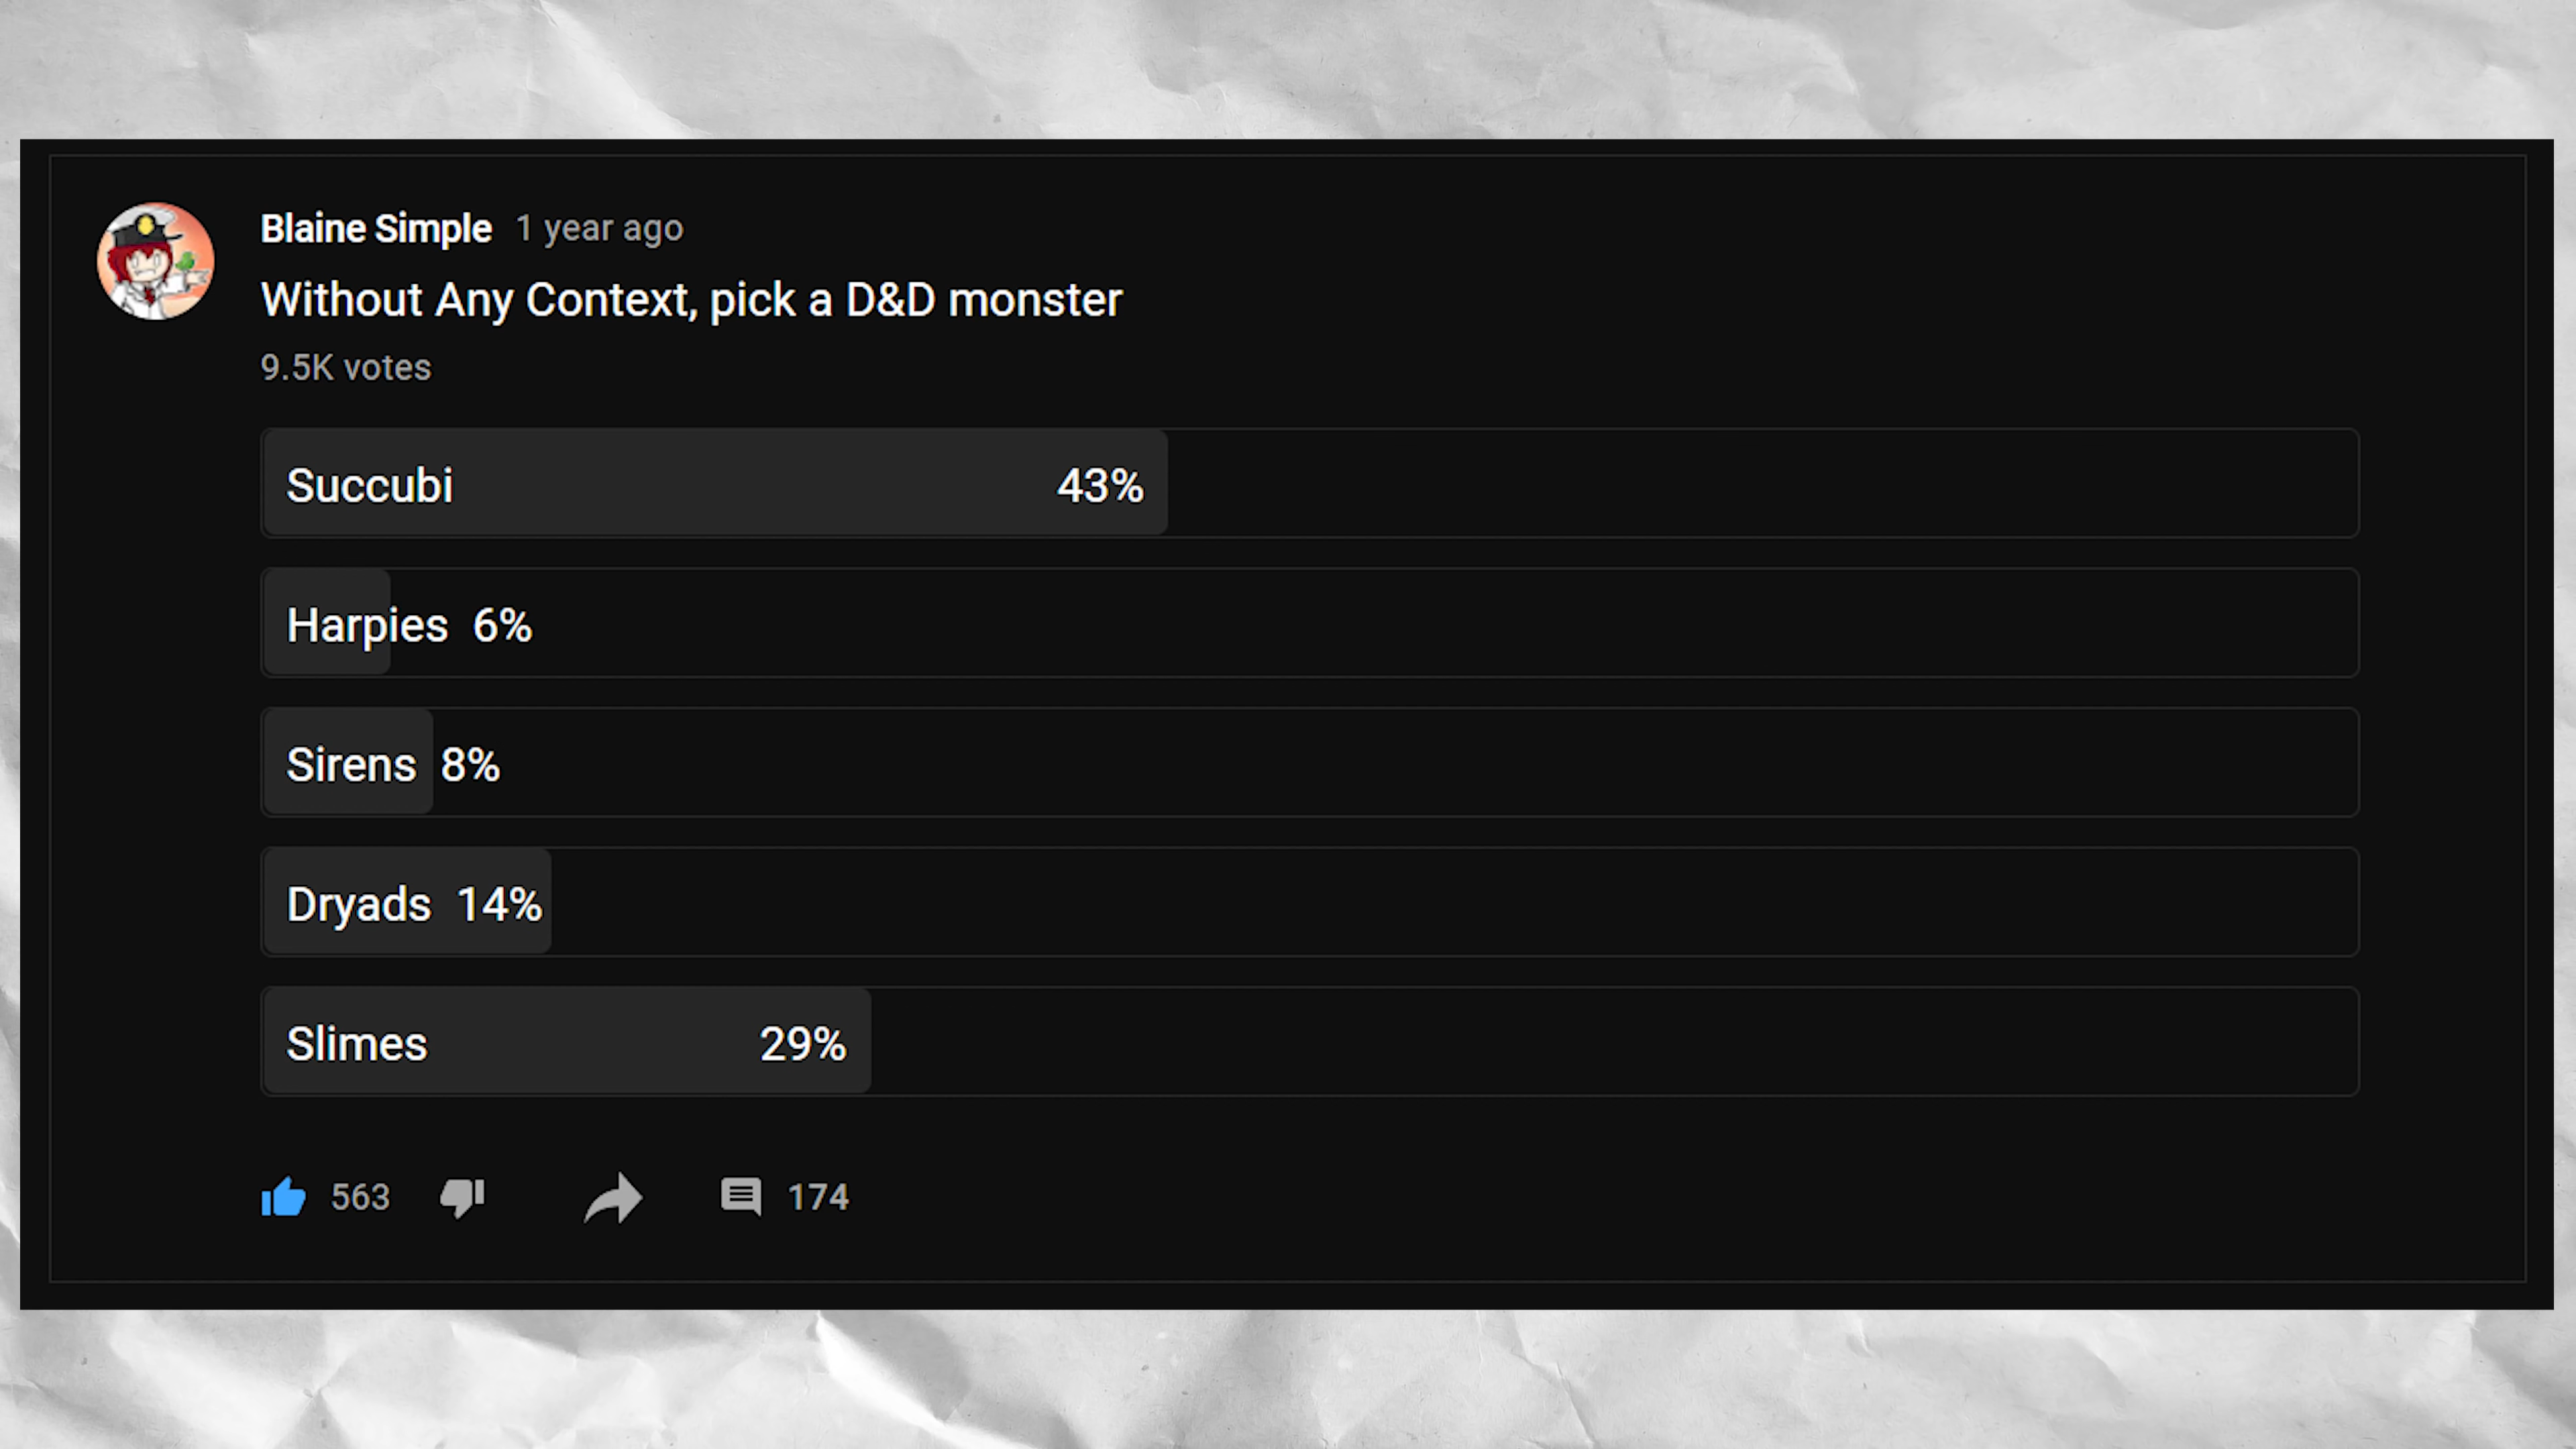 Blaine Simple 1 year ago
Without Any Context, pick a D&D monster
9.5K votes
Succubi 43%
Harpies 6%
Sirens 8%
Dryads 14%
Slimes 29%
563 174